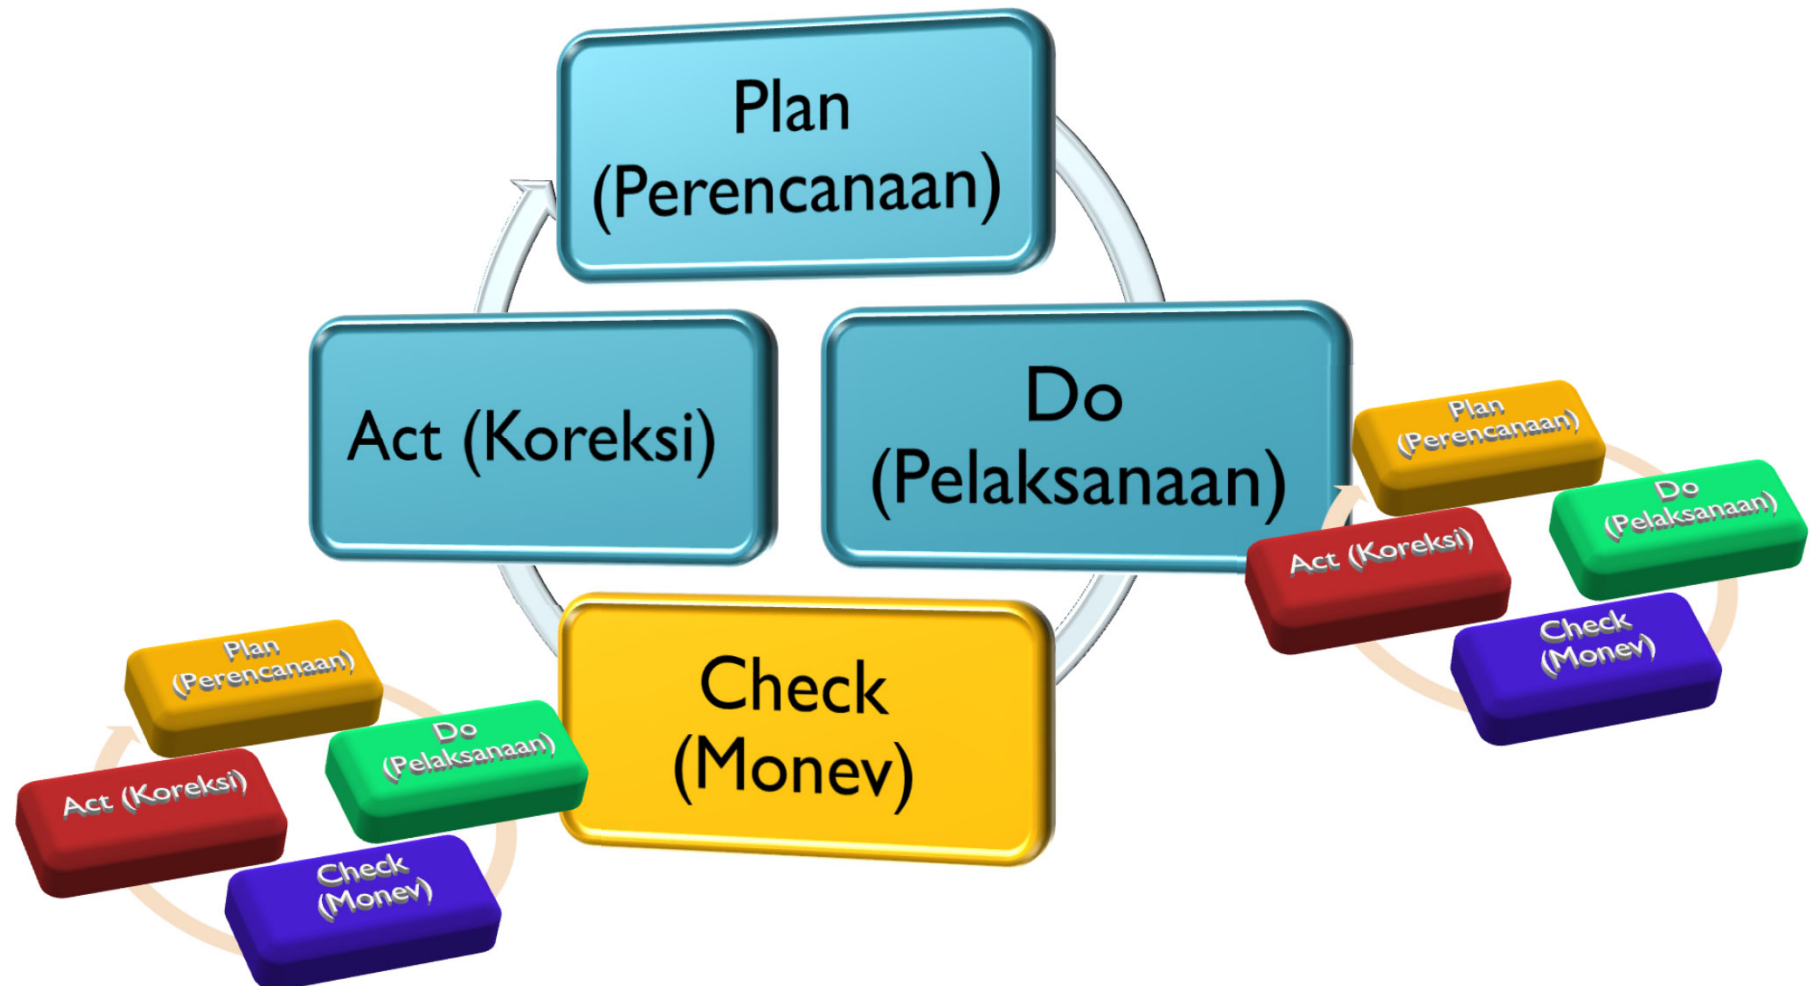 Plan
(Perencanaan)
Act (Koreksi)
Do
(Pelaksanaan)
Check
(Monev)
Plan
(Perencanaan)
Do
(Pelaksanaan)
Act (Koreksi)
Check
(Monev)
Plan
(Perencanaan)
Do
(Pelaksanaan)
Act (Koreksi)
Check
(Monev)